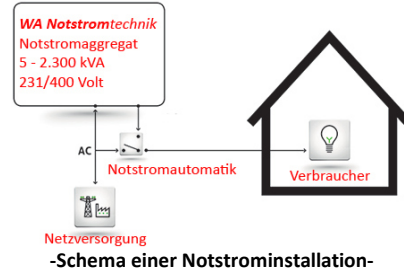 WA Notstromtechnik
Notstromaggregat
5 - 2.300 kVA
231/400 Volt
AC
Notstromautomatik
Verbraucher
Netzversorgung
-Schema einer Notstrominstallation-